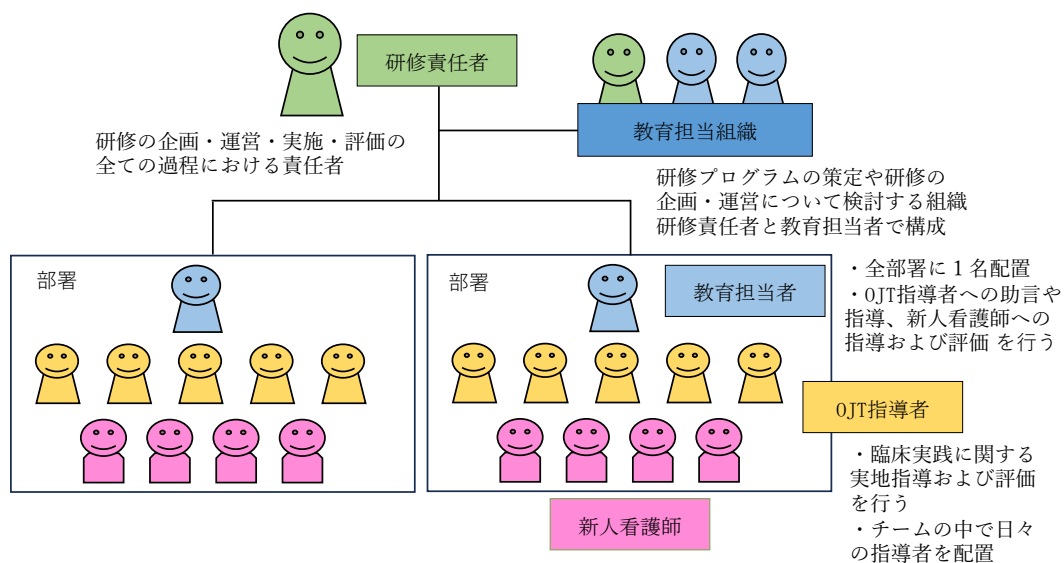 研修責任者
研修の企画・運営・実施・評価の
全ての過程における責任者
教育担当組織
研修プログラムの策定や研修の
企画・運営について検討する組織
研修責任者と教育担当者で構成
部署
部署
教育担当者
・全部署に１名配置
・OJT指導者への助言や
指導、新人看護師への
指導および評価 を行う
OJT指導者
・臨床実践に関する
実地指導および評価
を行う
・チームの中で日々
の指導者を配置
新人看護師